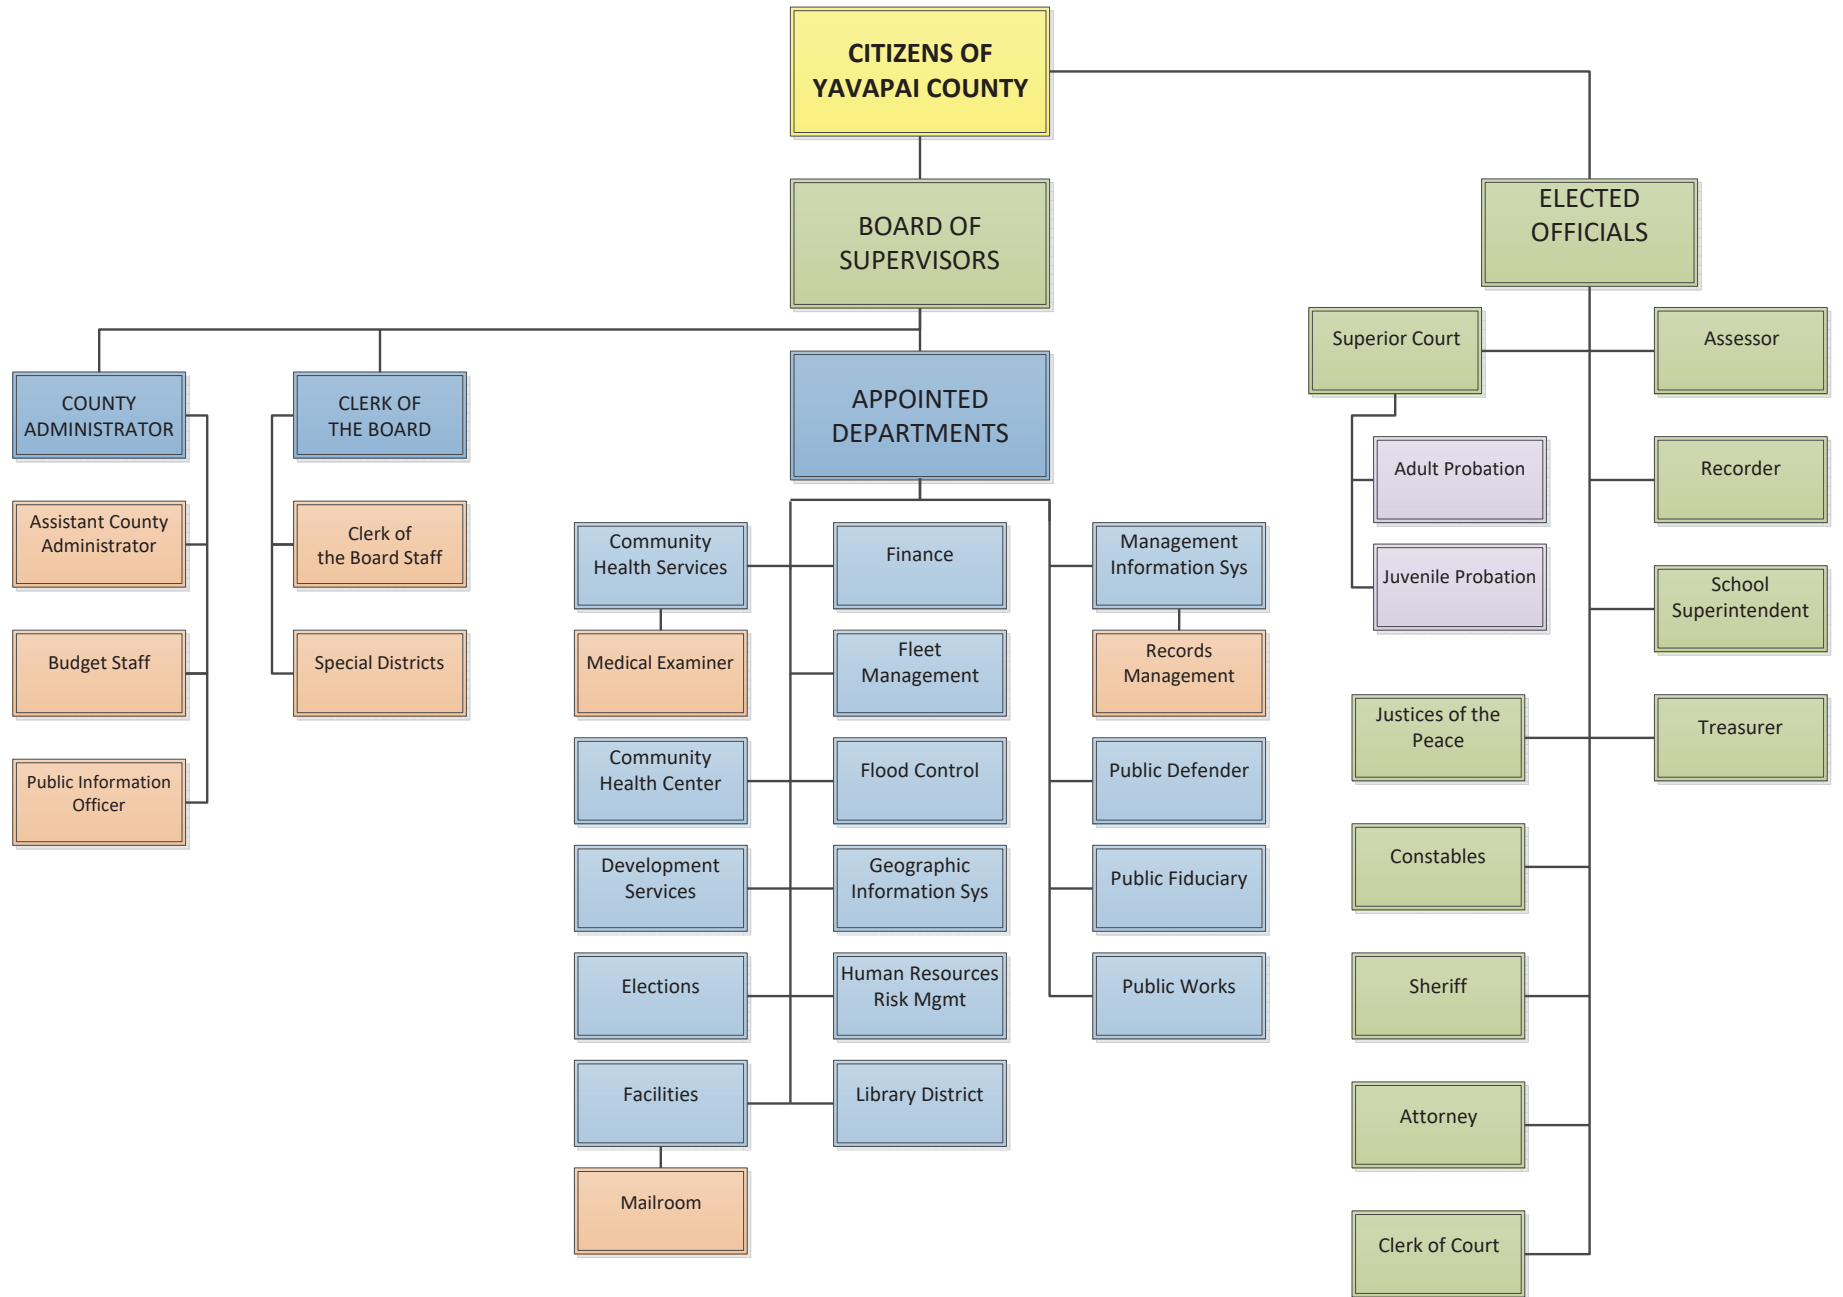 CITIZENS OF
YAVAPAI COUNTY
BOARD OF
SUPERVISORS
ELECTED
OFFICIALS
COUNTY
ADMINISTRATOR
Assistant County
Administrator
Budget Staff
Public Information
Officer
CLERK OF
THE BOARD
Clerk of
the Board Staff
Special Districts
APPOINTED
DEPARTMENTS
Community
Health Services
Medical Examiner
Community
Health Center
Development
Services
Elections
Facilities
Mailroom
Finance
Fleet
Management
Flood Control
Geographic
Information Sys
Human Resources
Risk Mgmt
Library District
Management
Information Sys
Records
Management
Public Defender
Public Fiduciary
Public Works
Superior Court
Adult Probation
Juvenile Probation
Justices of the
Peace
Constables
Sheriff
Attorney
Clerk of Court
Assessor
Recorder
School
Superintendent
Treasurer